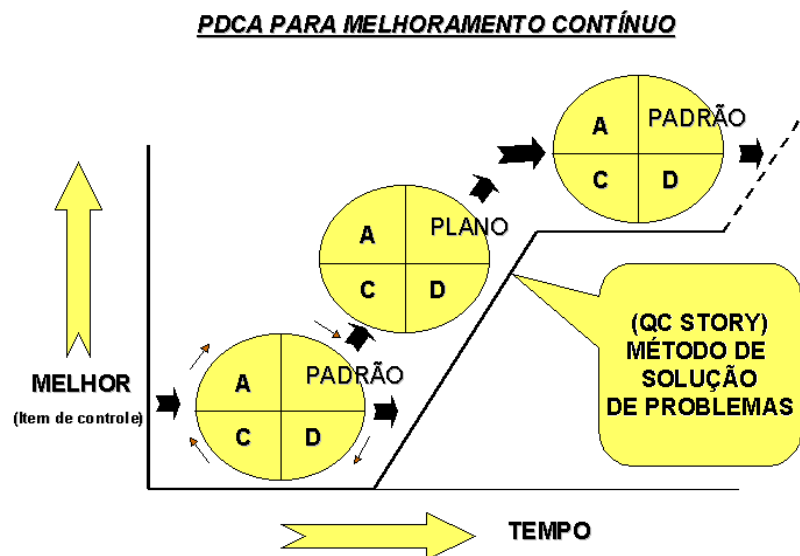 PDCA PARA MELHORAMENTO CONTÍNUO
A PADRÃO
C D
A PLANO
C D
(QC STORY)
MÉTODO DE
SOLUÇÃO
DE PROBLEMAS
MELHOR
(Item de controle)
A PADRÃO
C D
TEMPO